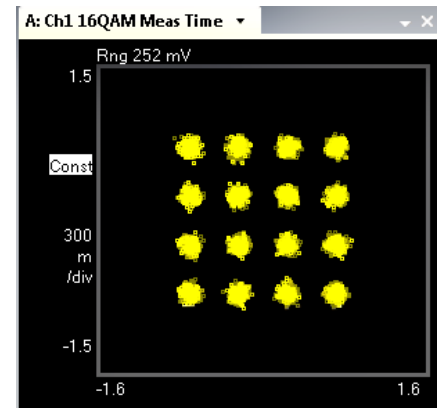 A: Ch1 16QAM Meas Time
Rng 252 mV
1.5
Const
300
m
/div
-1.5
-1.6
1.6